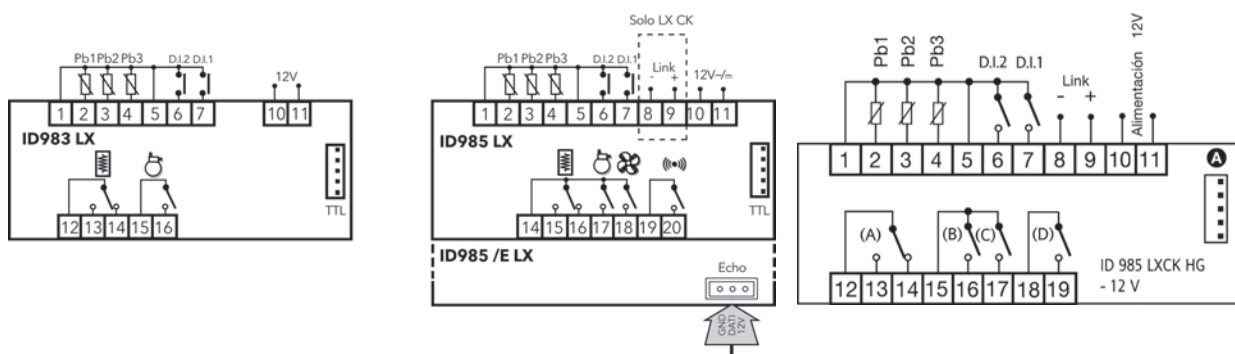 Pb1 Pb2 Pb3 D.I.2 D.I.1
12V
1 2 3 4 5 6 7 10 11
ID983 LX
TTL
12 13 14 15 16
Solo LX CK
Pb1 Pb2 Pb3 D.I.2 D.I.1 Link 12V~/⎓
- +
1 2 3 4 5 6 7 8 9 10 11
ID985 LX
TTL
14 15 16 17 18 19 20
ID985 /E LX
Echo
GND
DATI
12V
Pb1 Pb2 Pb3 D.I.2 D.I.1 Link Alimentación 12V
- +
1 2 3 4 5 6 7 8 9 10 11
A
(A) (B) (C) (D)
ID 985 LXCK HG
- 12 V
12 13 14 15 16 17 18 19